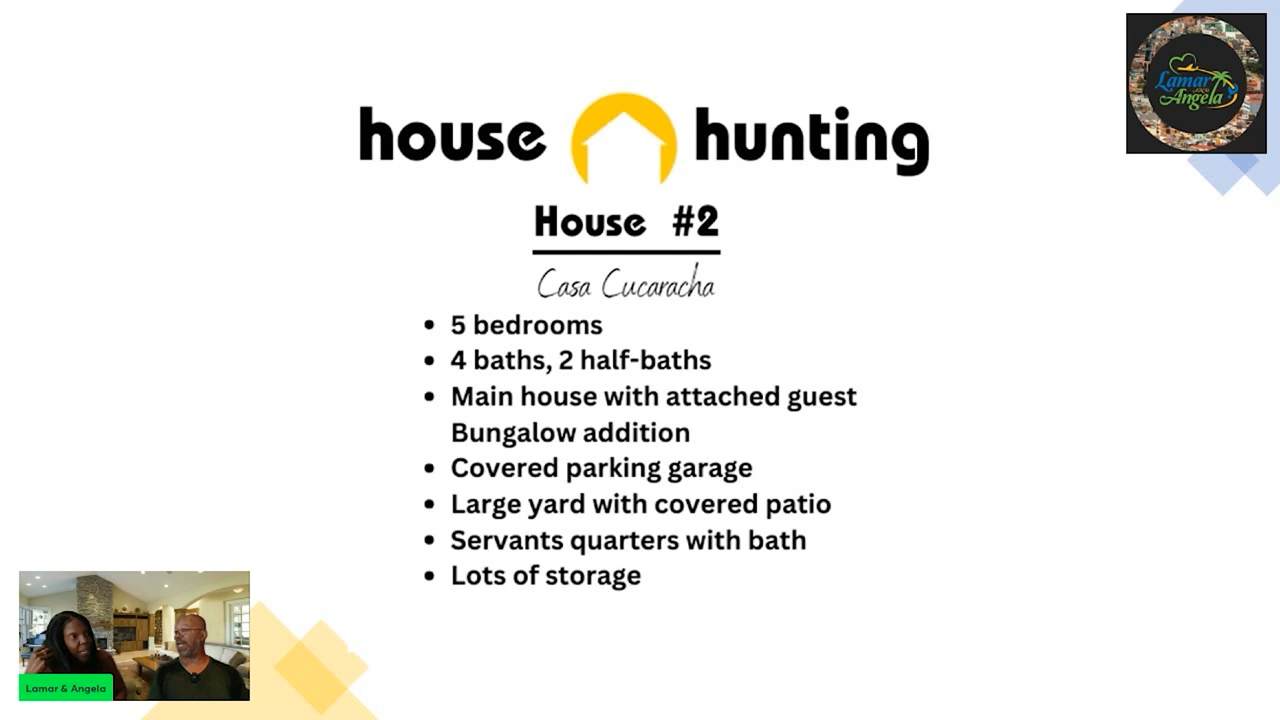 house hunting
House #2
Casa Cucaracha
• 5 bedrooms
• 4 baths, 2 half-baths
• Main house with attached guest
Bungalow addition
• Covered parking garage
• Large yard with covered patio
• Servants quarters with bath
• Lots of storage
Lamar
Angela
Lamar & Angela